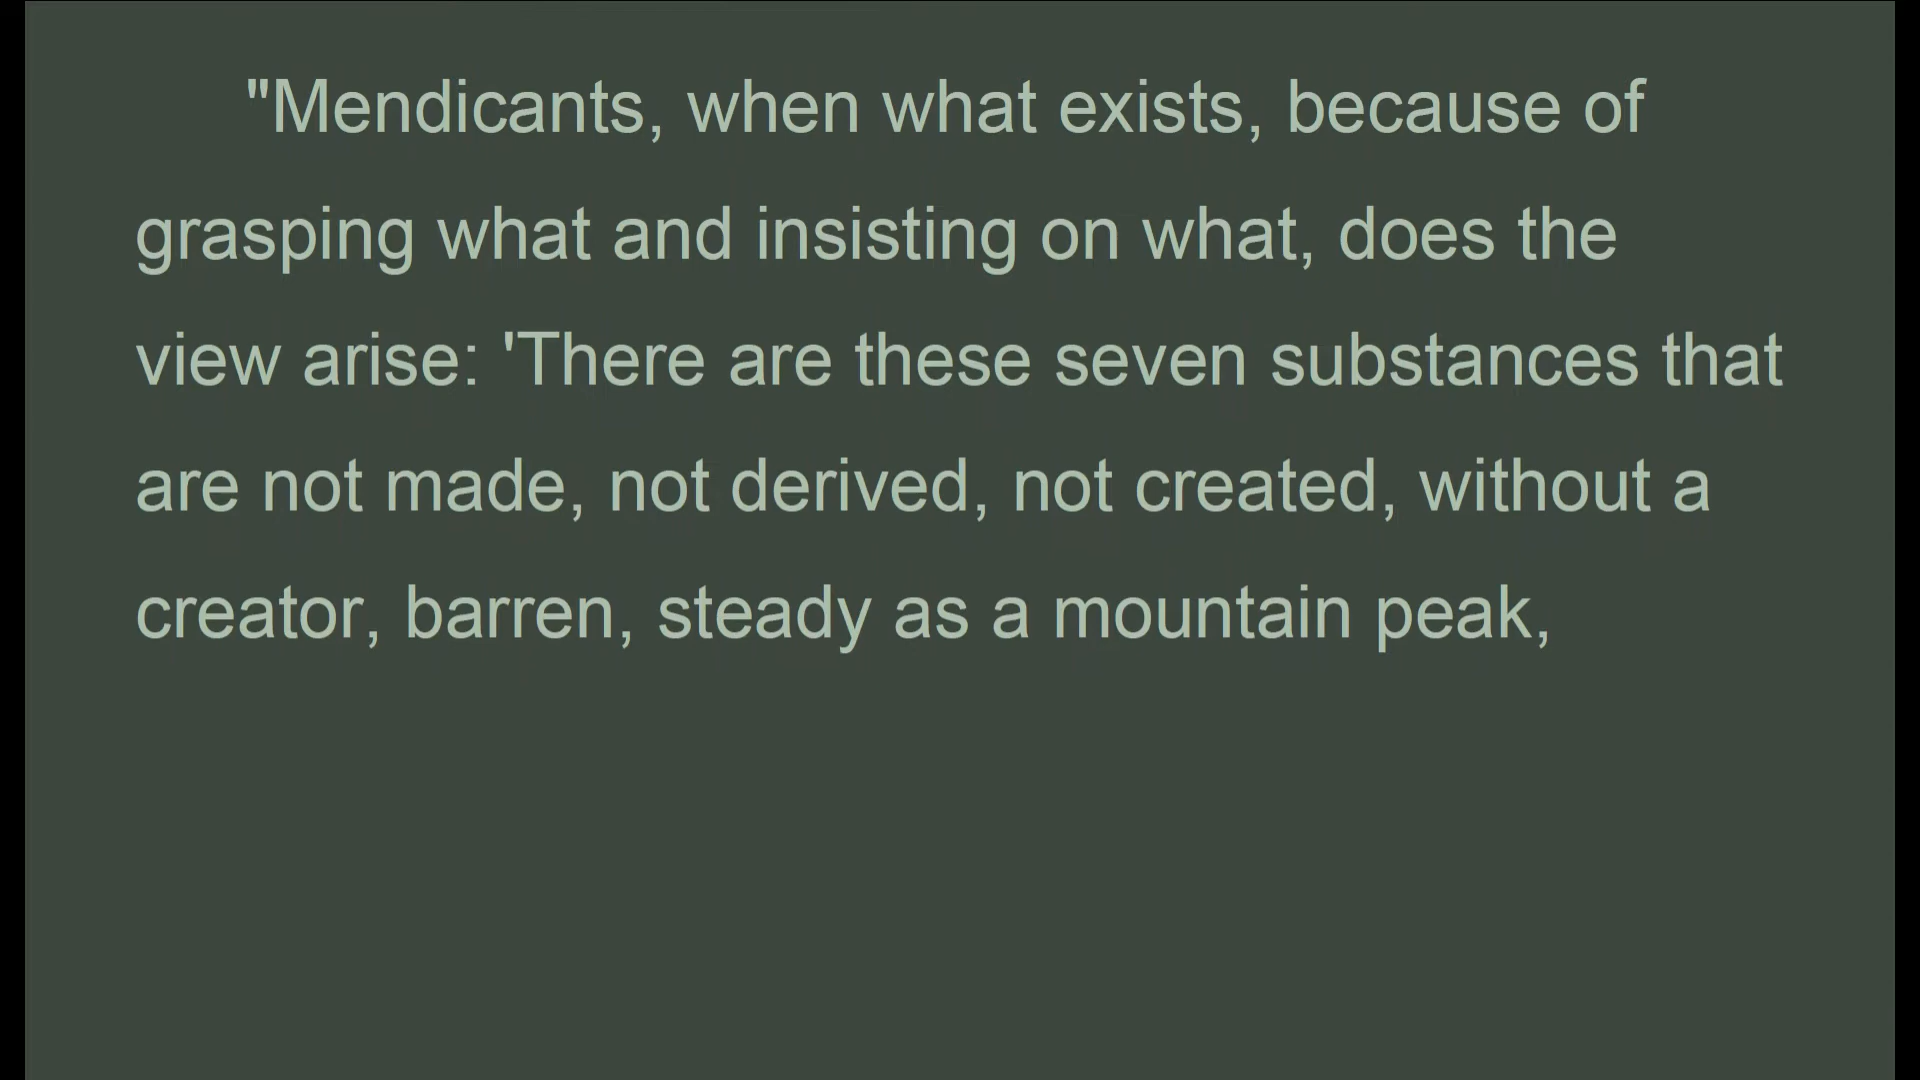 "Mendicants, when what exists, because of
grasping what and insisting on what, does the
view arise: 'There are these seven substances that
are not made, not derived, not created, without a
creator, barren, steady as a mountain peak,